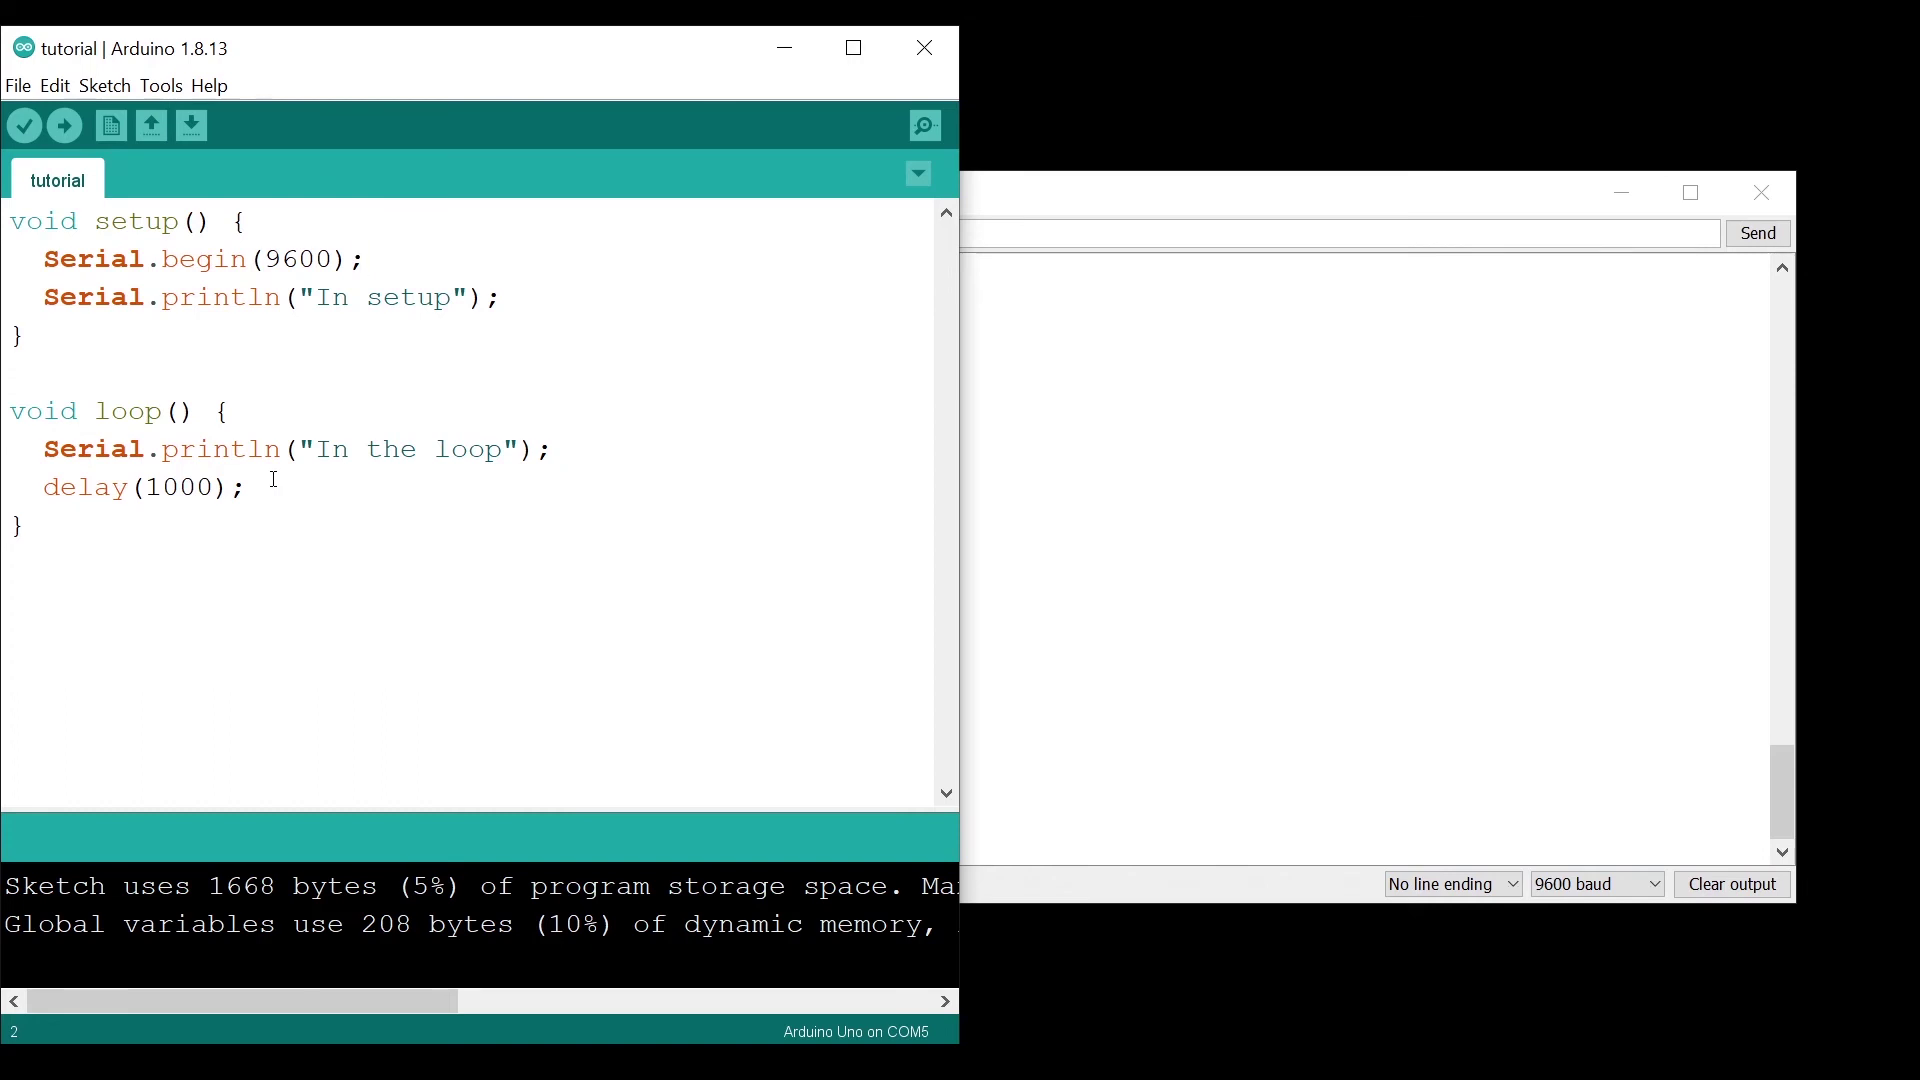 tutorial | Arduino 1.8.13
File Edit Sketch Tools Help
tutorial
void setup() {
  Serial.begin(9600);
  Serial.println("In setup");
}
void loop() {
  Serial.println("In the loop");
  delay(1000);
}
Sketch uses 1668 bytes (5%) of program storage space.
Global variables use 208 bytes (10%) of dynamic memory,
2
Arduino Uno on COM5
Send
No line ending
9600 baud
Clear output